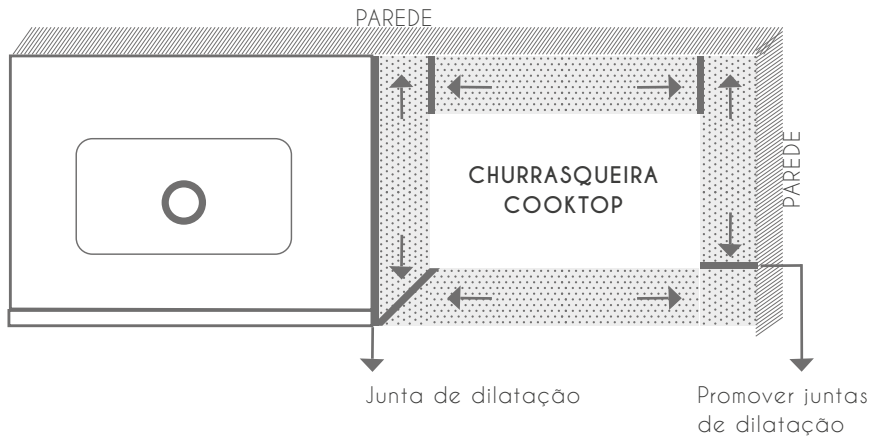 PAREDE
PAREDE
CHURRASQUEIRA
COOKTOP
Junta de dilatação
Promover juntas
de dilatação